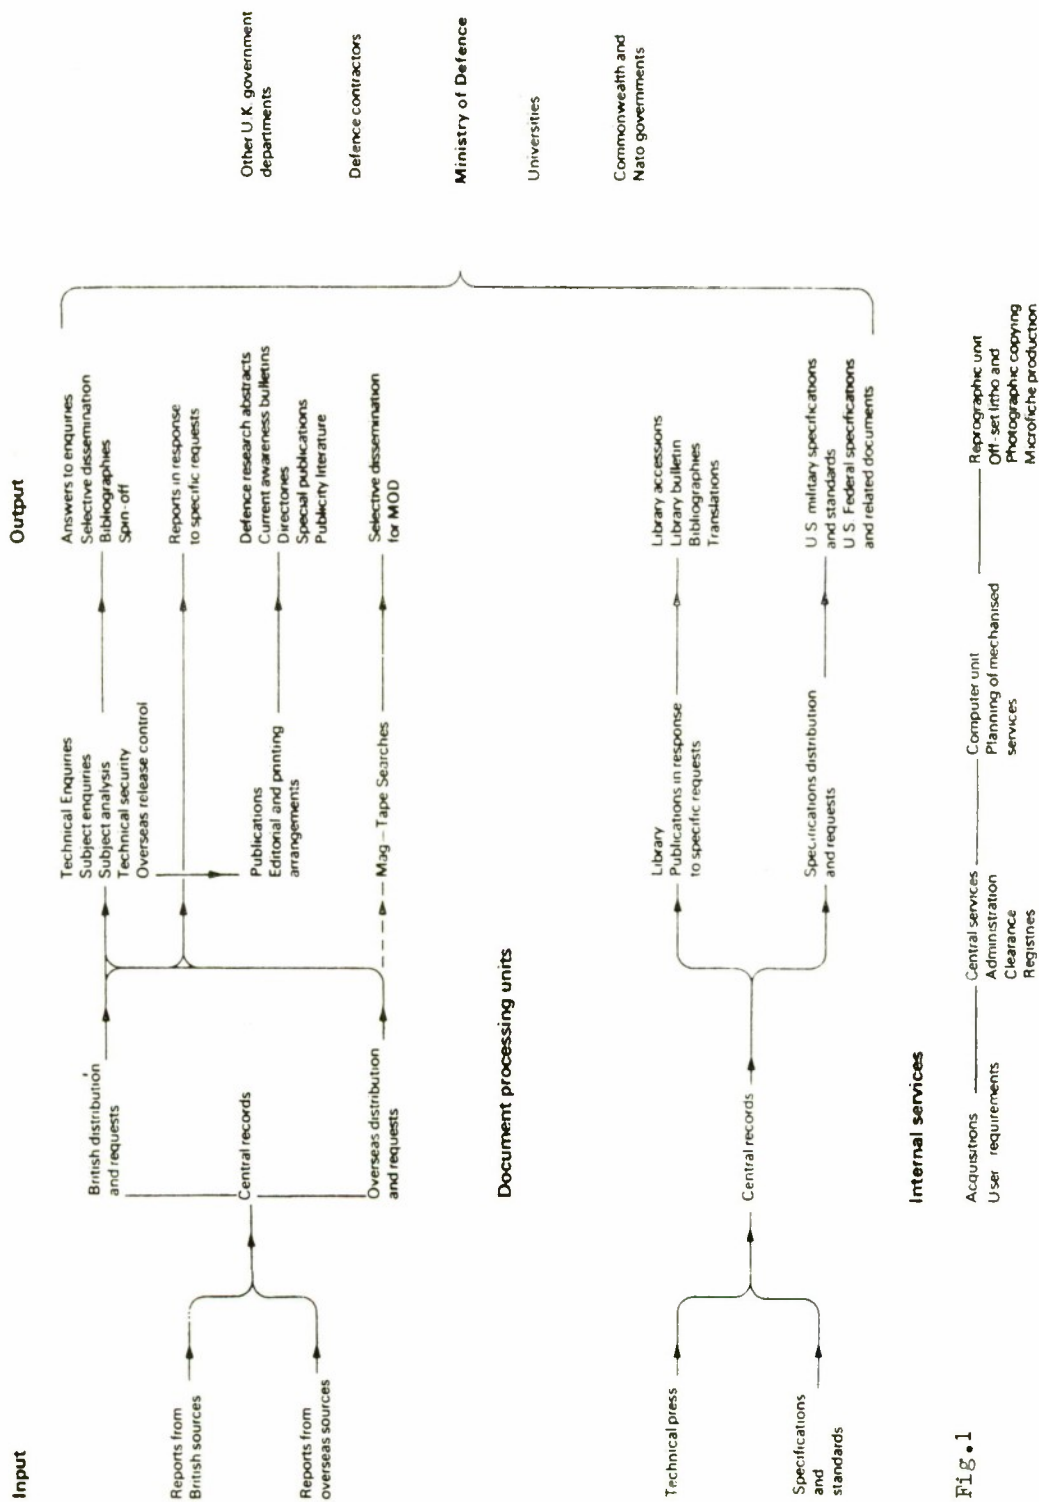 Input
Output
Reports from
British sources
Reports from
overseas sources
British distribution
and requests
Central records
Overseas distribution
and requests
Technical Enquiries
Subject enquiries
Subject analysis
Technical security
Overseas release control
Publications
Editorial and printing
arrangements
Mag - Tape Searches
Answers to enquiries
Selective dissemination
Bibliographies
Spin-off
Reports in response
to specific requests
Defence research abstracts
Current awareness bulletins
Directories
Special publications
Publicity literature
Selective dissemination
for MOD
Other U.K. government
departments
Defence contractors
Ministry of Defence
Universities
Commonwealth and
Nato governments
Document processing units
Technical press
Specifications
and
standards
Central records
Library
Publications in response
to specific requests
Specifications distribution
and requests
Library accessions
Library bulletin
Bibliographies
Translations
U S military specifications
and standards
U S. Federal specifications
and related documents
Internal services
Acquisitions
User requirements
Central services
Administration
Clearance
Registries
Computer unit
Planning of mechanised
services
Reprographic unit
Off-set litho and
Photographic copying
Microfiche production
Fig.1